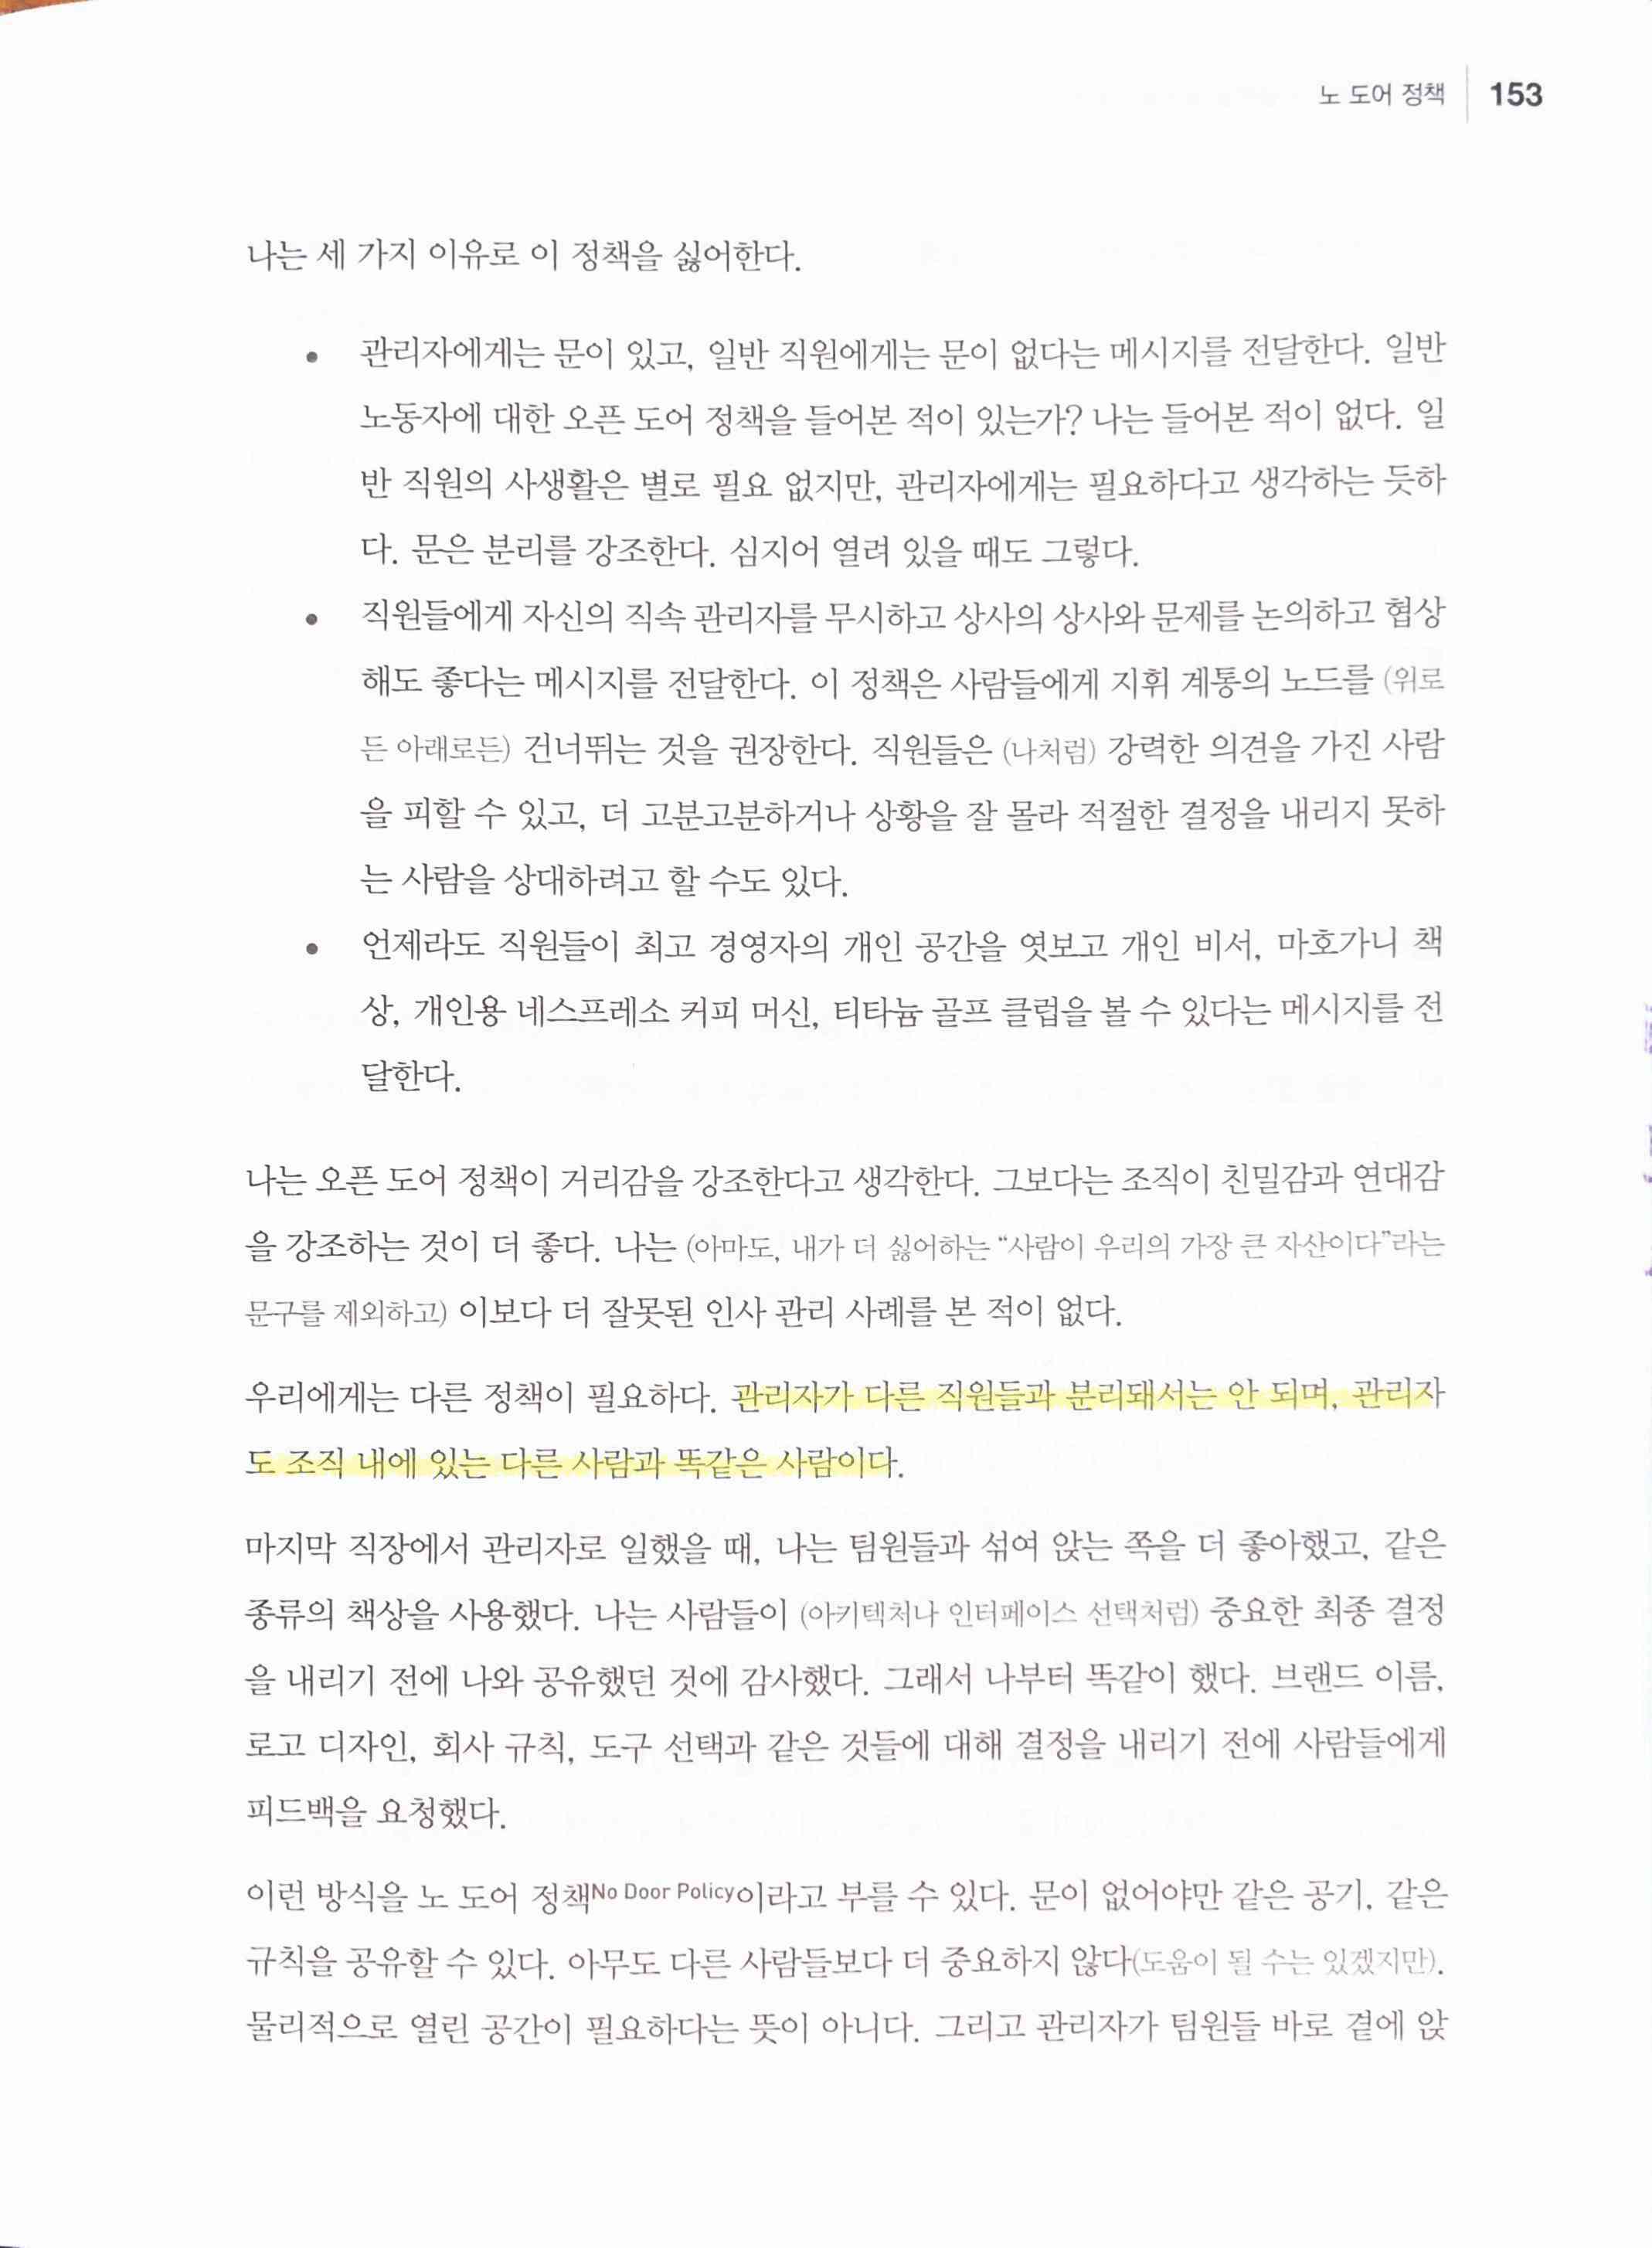 노 도어 정책 153
나는 세 가지 이유로 이 정책을 싫어한다.
• 관리자에게는 문이 있고, 일반 직원에게는 문이 없다는 메시지를 전달한다. 일반
노동자에 대한 오픈 도어 정책을 들어본 적이 있는가? 나는 들어본 적이 없다. 일
반 직원의 사생활은 별로 필요 없지만, 관리자에게는 필요하다고 생각하는 듯하
다. 문은 분리를 강조한다. 심지어 열려 있을 때도 그렇다.
• 직원들에게 자신의 직속 관리자를 무시하고 상사의 상사와 문제를 논의하고 협상
해도 좋다는 메시지를 전달한다. 이 정책은 사람들에게 지휘 계통의 노드를 (위로
든 아래로든) 건너뛰는 것을 권장한다. 직원들은 (나처럼) 강력한 의견을 가진 사람
을 피할 수 있고, 더 고분고분하거나 상황을 잘 몰라 적절한 결정을 내리지 못하
는 사람을 상대하려고 할 수도 있다.
• 언제라도 직원들이 최고 경영자의 개인 공간을 엿보고 개인 비서, 마호가니 책
상, 개인용 네스프레소 커피 머신, 티타늄 골프 클럽을 볼 수 있다는 메시지를 전
달한다.
나는 오픈 도어 정책이 거리감을 강조한다고 생각한다. 그보다는 조직이 친밀감과 연대감
을 강조하는 것이 더 좋다. 나는 (아마도, 내가 더 싫어하는 “사람이 우리의 가장 큰 자산이다”라는
문구를 제외하고) 이보다 더 잘못된 인사 관리 사례를 본 적이 없다.
우리에게는 다른 정책이 필요하다. 관리자가 다른 직원들과 분리돼서는 안 되며, 관리자
도 조직 내에 있는 다른 사람과 똑같은 사람이다.
마지막 직장에서 관리자로 일했을 때, 나는 팀원들과 섞여 앉는 쪽을 더 좋아했고, 같은
종류의 책상을 사용했다. 나는 사람들이 (아키텍처나 인터페이스 선택처럼) 중요한 최종 결정
을 내리기 전에 나와 공유했던 것에 감사했다. 그래서 나부터 똑같이 했다. 브랜드 이름,
로고 디자인, 회사 규칙, 도구 선택과 같은 것들에 대해 결정을 내리기 전에 사람들에게
피드백을 요청했다.
이런 방식을 노 도어 정책No Door Policy이라고 부를 수 있다. 문이 없어야만 같은 공기, 같은
규칙을 공유할 수 있다. 아무도 다른 사람들보다 더 중요하지 않다(도움이 될 수는 있겠지만).
물리적으로 열린 공간이 필요하다는 뜻이 아니다. 그리고 관리자가 팀원들 바로 곁에 앉